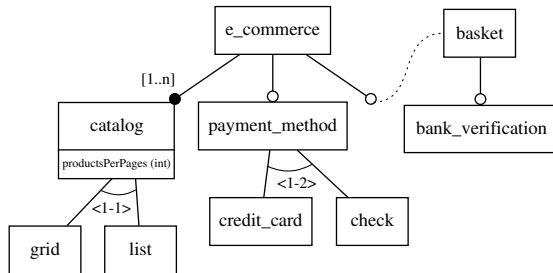 e_commerce
basket
[1..n]
catalog
payment_method
bank_verification
productsPerPages (int)
<1-1>
<1-2>
credit_card
check
grid
list